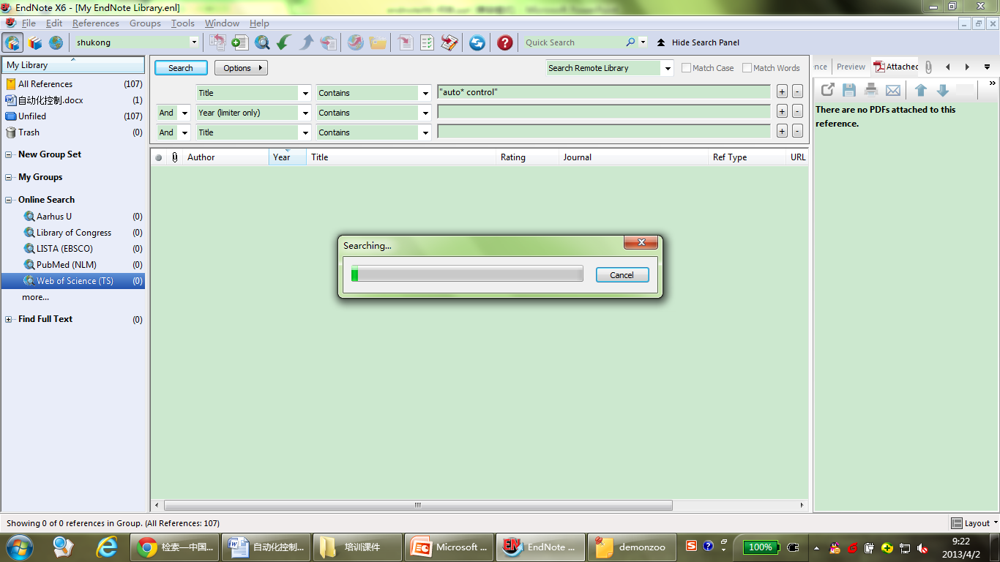 EndNote X6 - [My EndNote Library.enl]
File Edit References Groups Tools Window Help
shukong
Quick Search
Hide Search Panel
My Library
All References (107)
自动化控制.docx (1)
Unfiled (107)
Trash (0)
New Group Set
My Groups
Online Search
Aarhus U (0)
Library of Congress (0)
LISTA (EBSCO) (0)
PubMed (NLM) (0)
Web of Science (TS) (0)
more...
Find Full Text (0)
Search Options Search Remote Library Match Case Match Words
Title Contains "auto* control" + -
And Year (limiter only) Contains + -
And Title Contains + -
Author Year Title Rating Journal Ref Type URL
Searching...
Cancel
ence Preview Attached
There are no PDFs attached to this
reference.
Showing 0 of 0 references in Group. (All References: 107)
Layout
检索—中国...
自动化控制...
培训课件
Microsoft ...
EndNote ...
demonzoo
100%
9:22
2013/4/2